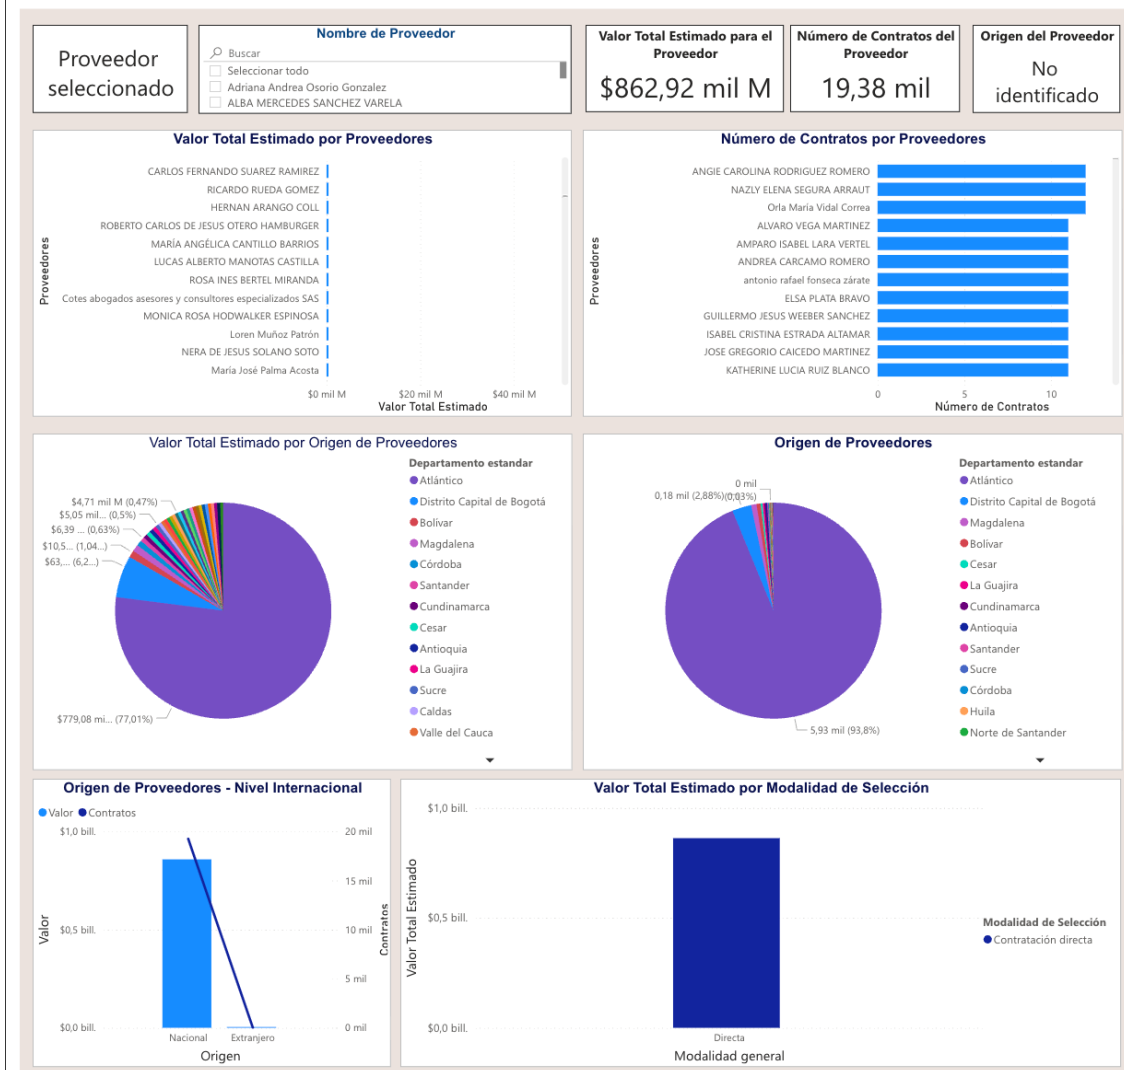 Proveedor
seleccionado
Nombre de Proveedor
Buscar
Seleccionar todo
Adriana Andrea Osorio Gonzalez
ALBA MERCEDES SANCHEZ VARELA
Valor Total Estimado para el
Proveedor
$862,92 mil M
Número de Contratos del
Proveedor
19,38 mil
Origen del Proveedor
No
identificado
Valor Total Estimado por Proveedores
Proveedores
CARLOS FERNANDO SUAREZ RAMIREZ
RICARDO RUEDA GOMEZ
HERNAN ARANGO COLL
ROBERTO CARLOS DE JESUS OTERO HAMBURGER
MARÍA ANGÉLICA CANTILLO BARRIOS
LUCAS ALBERTO MANOTAS CASTILLA
ROSA INES BERTEL MIRANDA
Cotes abogados asesores y consultores especializados SAS
MONICA ROSA HODWALKER ESPINOSA
Loren Muñoz Patrón
NERA DE JESUS SOLANO SOTO
María José Palma Acosta
$0 mil M
$20 mil M
$40 mil M
Valor Total Estimado
Número de Contratos por Proveedores
Proveedores
ANGIE CAROLINA RODRIGUEZ ROMERO
NAZLY ELENA SEGURA ARRAUT
Orla María Vidal Correa
ALVARO VEGA MARTINEZ
AMPARO ISABEL LARA VERTEL
ANDREA CARCAMO ROMERO
antonio rafael fonseca zárate
ELSA PLATA BRAVO
GUILLERMO JESUS WEEBER SANCHEZ
ISABEL CRISTINA ESTRADA ALTAMAR
JOSE GREGORIO CAICEDO MARTINEZ
KATHERINE LUCIA RUIZ BLANCO
0
5
10
Número de Contratos
Valor Total Estimado por Origen de Proveedores
$4,71 mil M (0,47%)
$5,05 mil... (0,5%)
$6,39 ... (0,63%)
$10,5... (1,04...)
$63,... (6,2...)
$779,08 mi... (77,01%)
Departamento estandar
Atlántico
Distrito Capital de Bogotá
Bolívar
Magdalena
Córdoba
Santander
Cundinamarca
Cesar
Antioquia
La Guajira
Sucre
Caldas
Valle del Cauca
Origen de Proveedores
0 mil
(0,03%)
0,18 mil (2,88%)
5,93 mil (93,8%)
Departamento estandar
Atlántico
Distrito Capital de Bogotá
Magdalena
Bolívar
Cesar
La Guajira
Cundinamarca
Antioquia
Santander
Sucre
Córdoba
Huila
Norte de Santander
Origen de Proveedores - Nivel Internacional
Valor
Contratos
$1,0 bill.
$0,5 bill.
$0,0 bill.
Valor
20 mil
15 mil
10 mil
5 mil
0 mil
Contratos
Nacional
Extranjero
Origen
Valor Total Estimado por Modalidad de Selección
Valor Total Estimado
$1,0 bill.
$0,5 bill.
$0,0 bill.
Directa
Modalidad general
Modalidad de Selección
Contratación directa